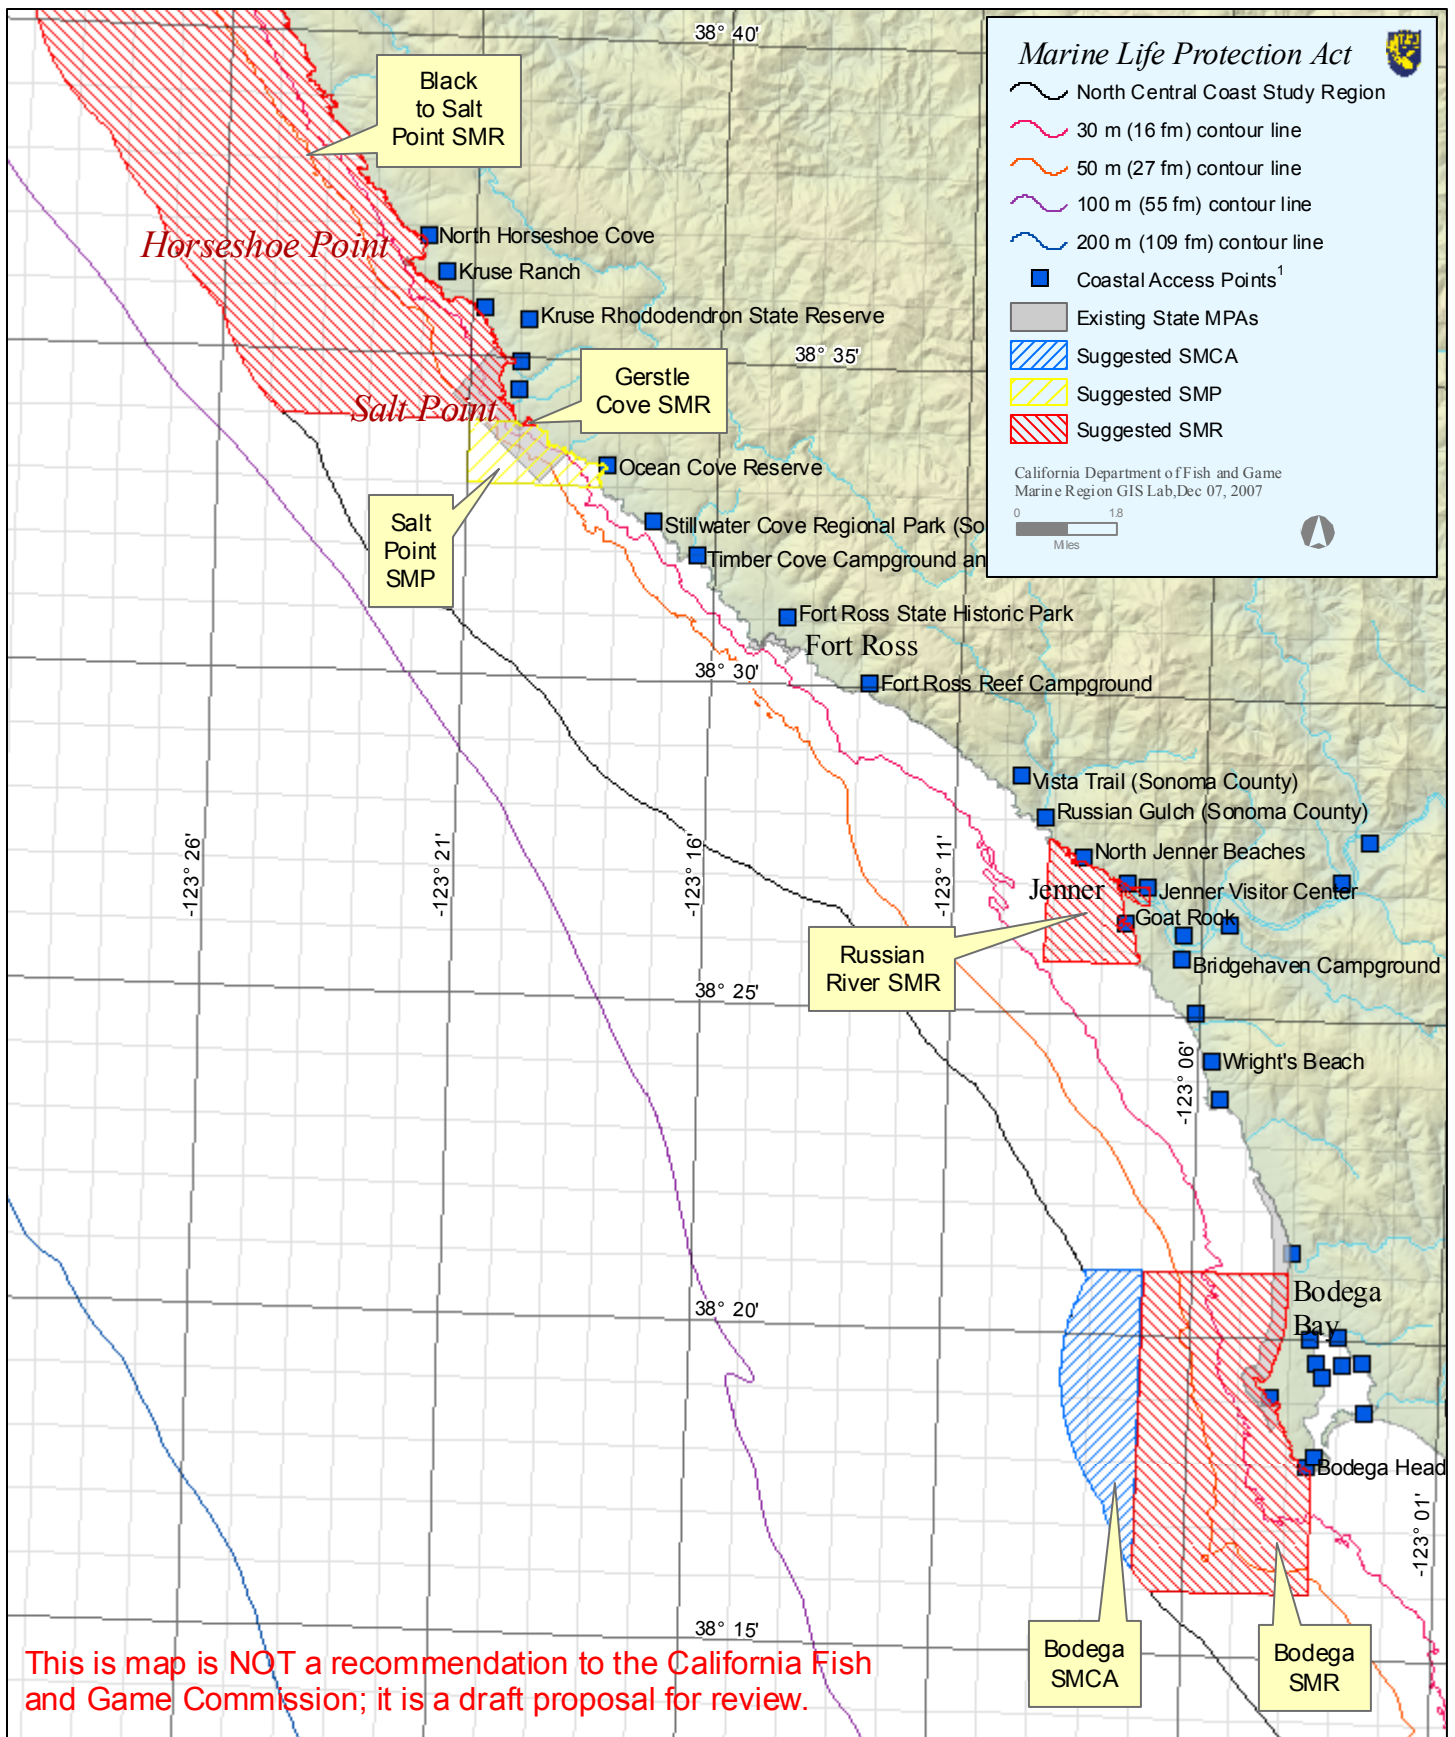 38° 40'
Marine Life Protection Act
North Central Coast Study Region
30 m (16 fm) contour line
50 m (27 fm) contour line
100 m (55 fm) contour line
200 m (109 fm) contour line
Coastal Access Points1
Existing State MPAs
Suggested SMCA
Suggested SMP
Suggested SMR
California Department of Fish and Game
Marine Region GIS Lab,Dec 07, 2007
0 1.8
Miles
Black
to Salt
Point SMR
Horseshoe Point
North Horseshoe Cove
Kruse Ranch
Kruse Rhododendron State Reserve
38° 35'
Gerstle
Cove SMR
Salt Point
Ocean Cove Reserve
Salt
Point
SMP
Stillwater Cove Regional Park (So
Timber Cove Campground an
Fort Ross State Historic Park
Fort Ross
38° 30'
Fort Ross Reef Campground
Vista Trail (Sonoma County)
Russian Gulch (Sonoma County)
-123° 26'
-123° 21'
-123° 16'
-123° 11'
North Jenner Beaches
Jenner
Jenner Visitor Center
Goat Rock
Russian
River SMR
Bridgehaven Campground
38° 25'
Wright's Beach
-123° 06'
Bodega
Bay
38° 20'
Bodega Head
-123° 01'
38° 15'
Bodega
SMCA
Bodega
SMR
This is map is NOT a recommendation to the California Fish
and Game Commission; it is a draft proposal for review.